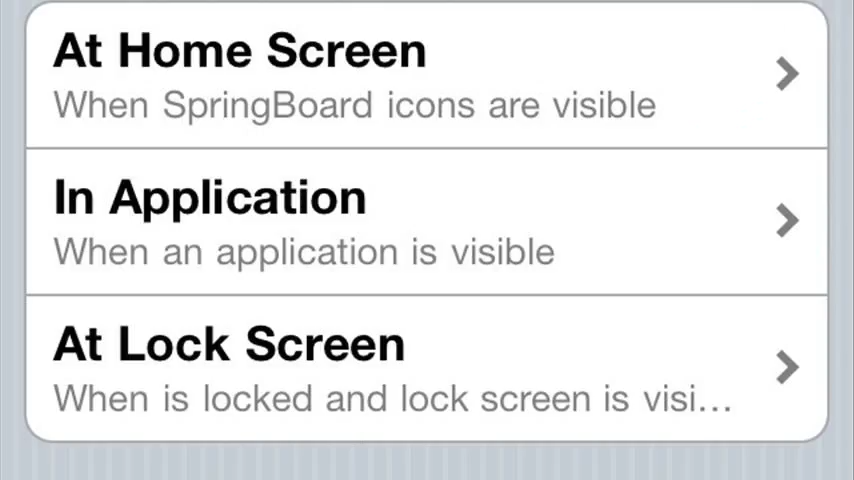 At Home Screen
When SpringBoard icons are visible
In Application
When an application is visible
At Lock Screen
When is locked and lock screen is visi...